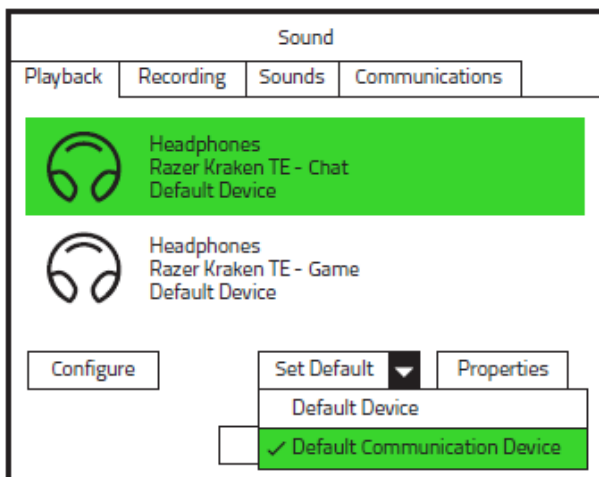 Sound
Playback Recording Sounds Communications
Headphones
Razer Kraken TE - Chat
Default Device
Headphones
Razer Kraken TE - Game
Default Device
Configure Set Default Properties
Default Device
✓ Default Communication Device